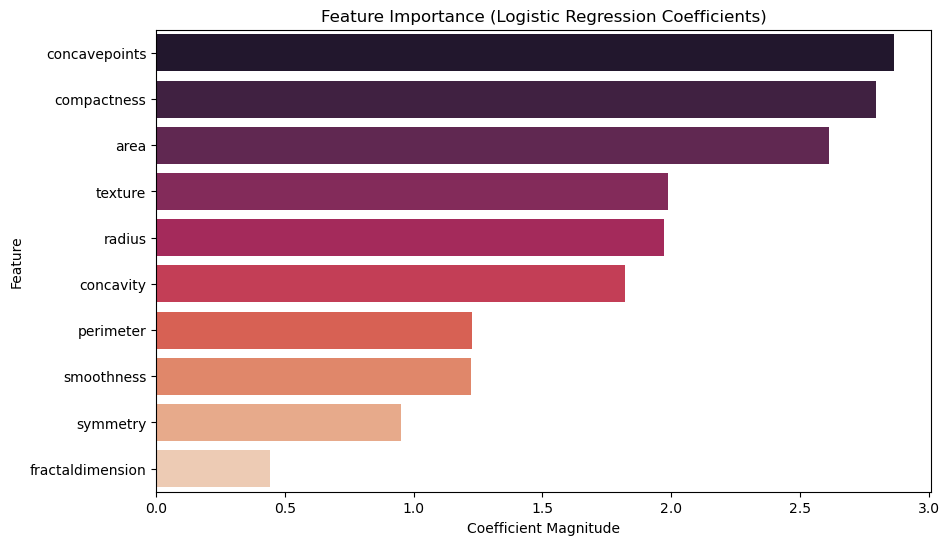 Feature Importance (Logistic Regression Coefficients)
Feature
concavepoints
compactness
area
texture
radius
concavity
perimeter
smoothness
symmetry
fractaldimension
0.0 0.5 1.0 1.5 2.0 2.5 3.0
Coefficient Magnitude